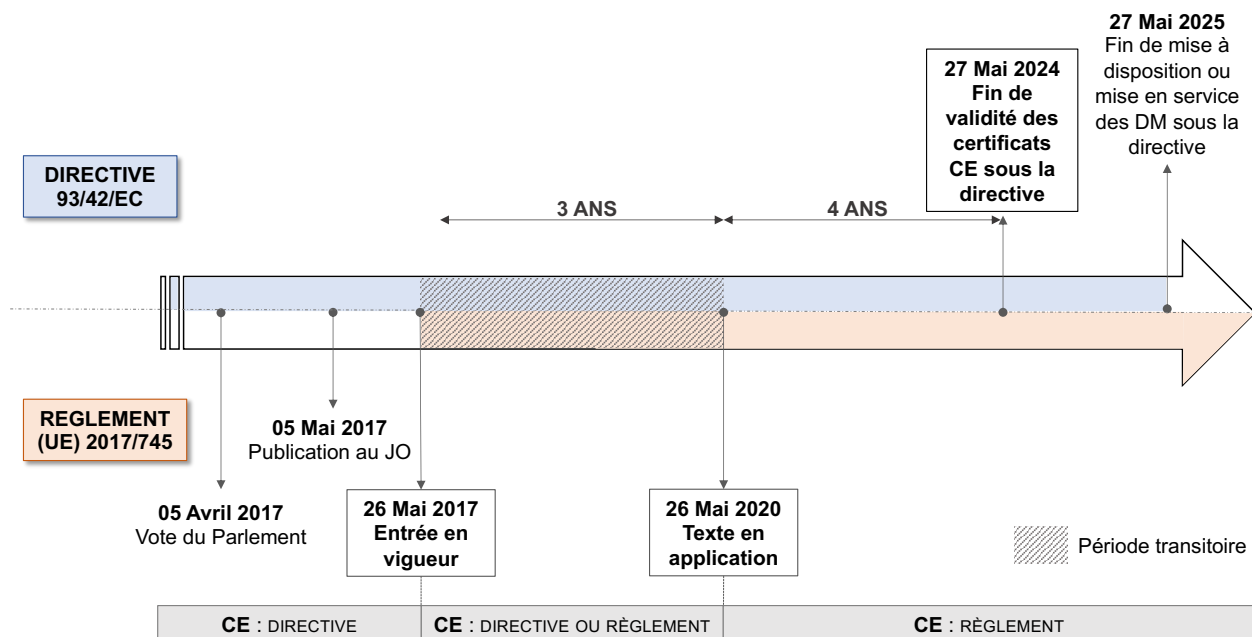 27 Mai 2025
Fin de mise à
disposition ou
mise en service
des DM sous la
directive
27 Mai 2024
Fin de
validité des
certificats
CE sous la
directive
DIRECTIVE
93/42/EC
3 ANS
4 ANS
REGLEMENT
(UE) 2017/745
05 Mai 2017
Publication au JO
05 Avril 2017
Vote du Parlement
26 Mai 2017
Entrée en
vigueur
26 Mai 2020
Texte en
application
Période transitoire
CE : DIRECTIVE
CE : DIRECTIVE OU RÈGLEMENT
CE : RÈGLEMENT